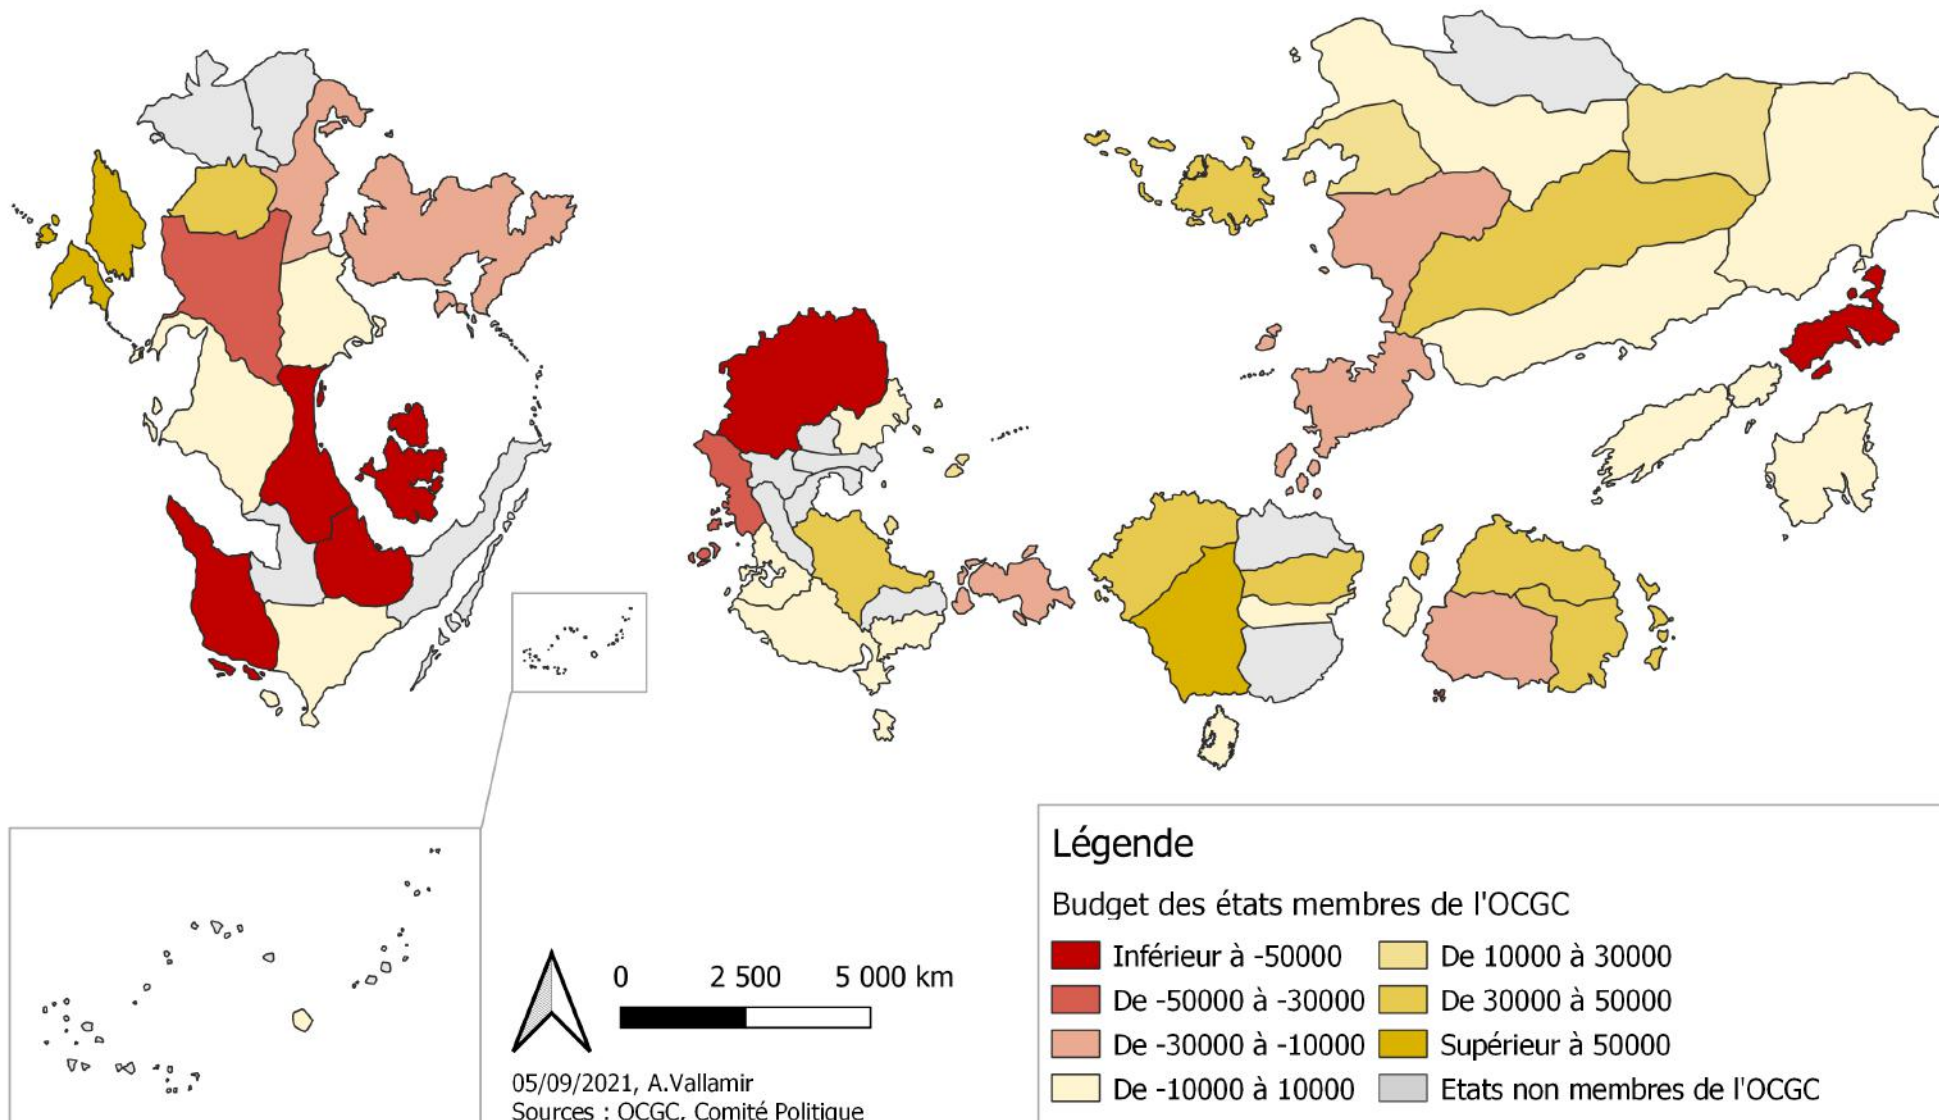 Légende
Budget des états membres de l'OCGC
Inférieur à -50000
De -50000 à -30000
De -30000 à -10000
De -10000 à 10000
De 10000 à 30000
De 30000 à 50000
Supérieur à 50000
Etats non membres de l'OCGC
0 2 500 5 000 km
05/09/2021, A.Vallamir
Sources : OCGC, Comité Politique